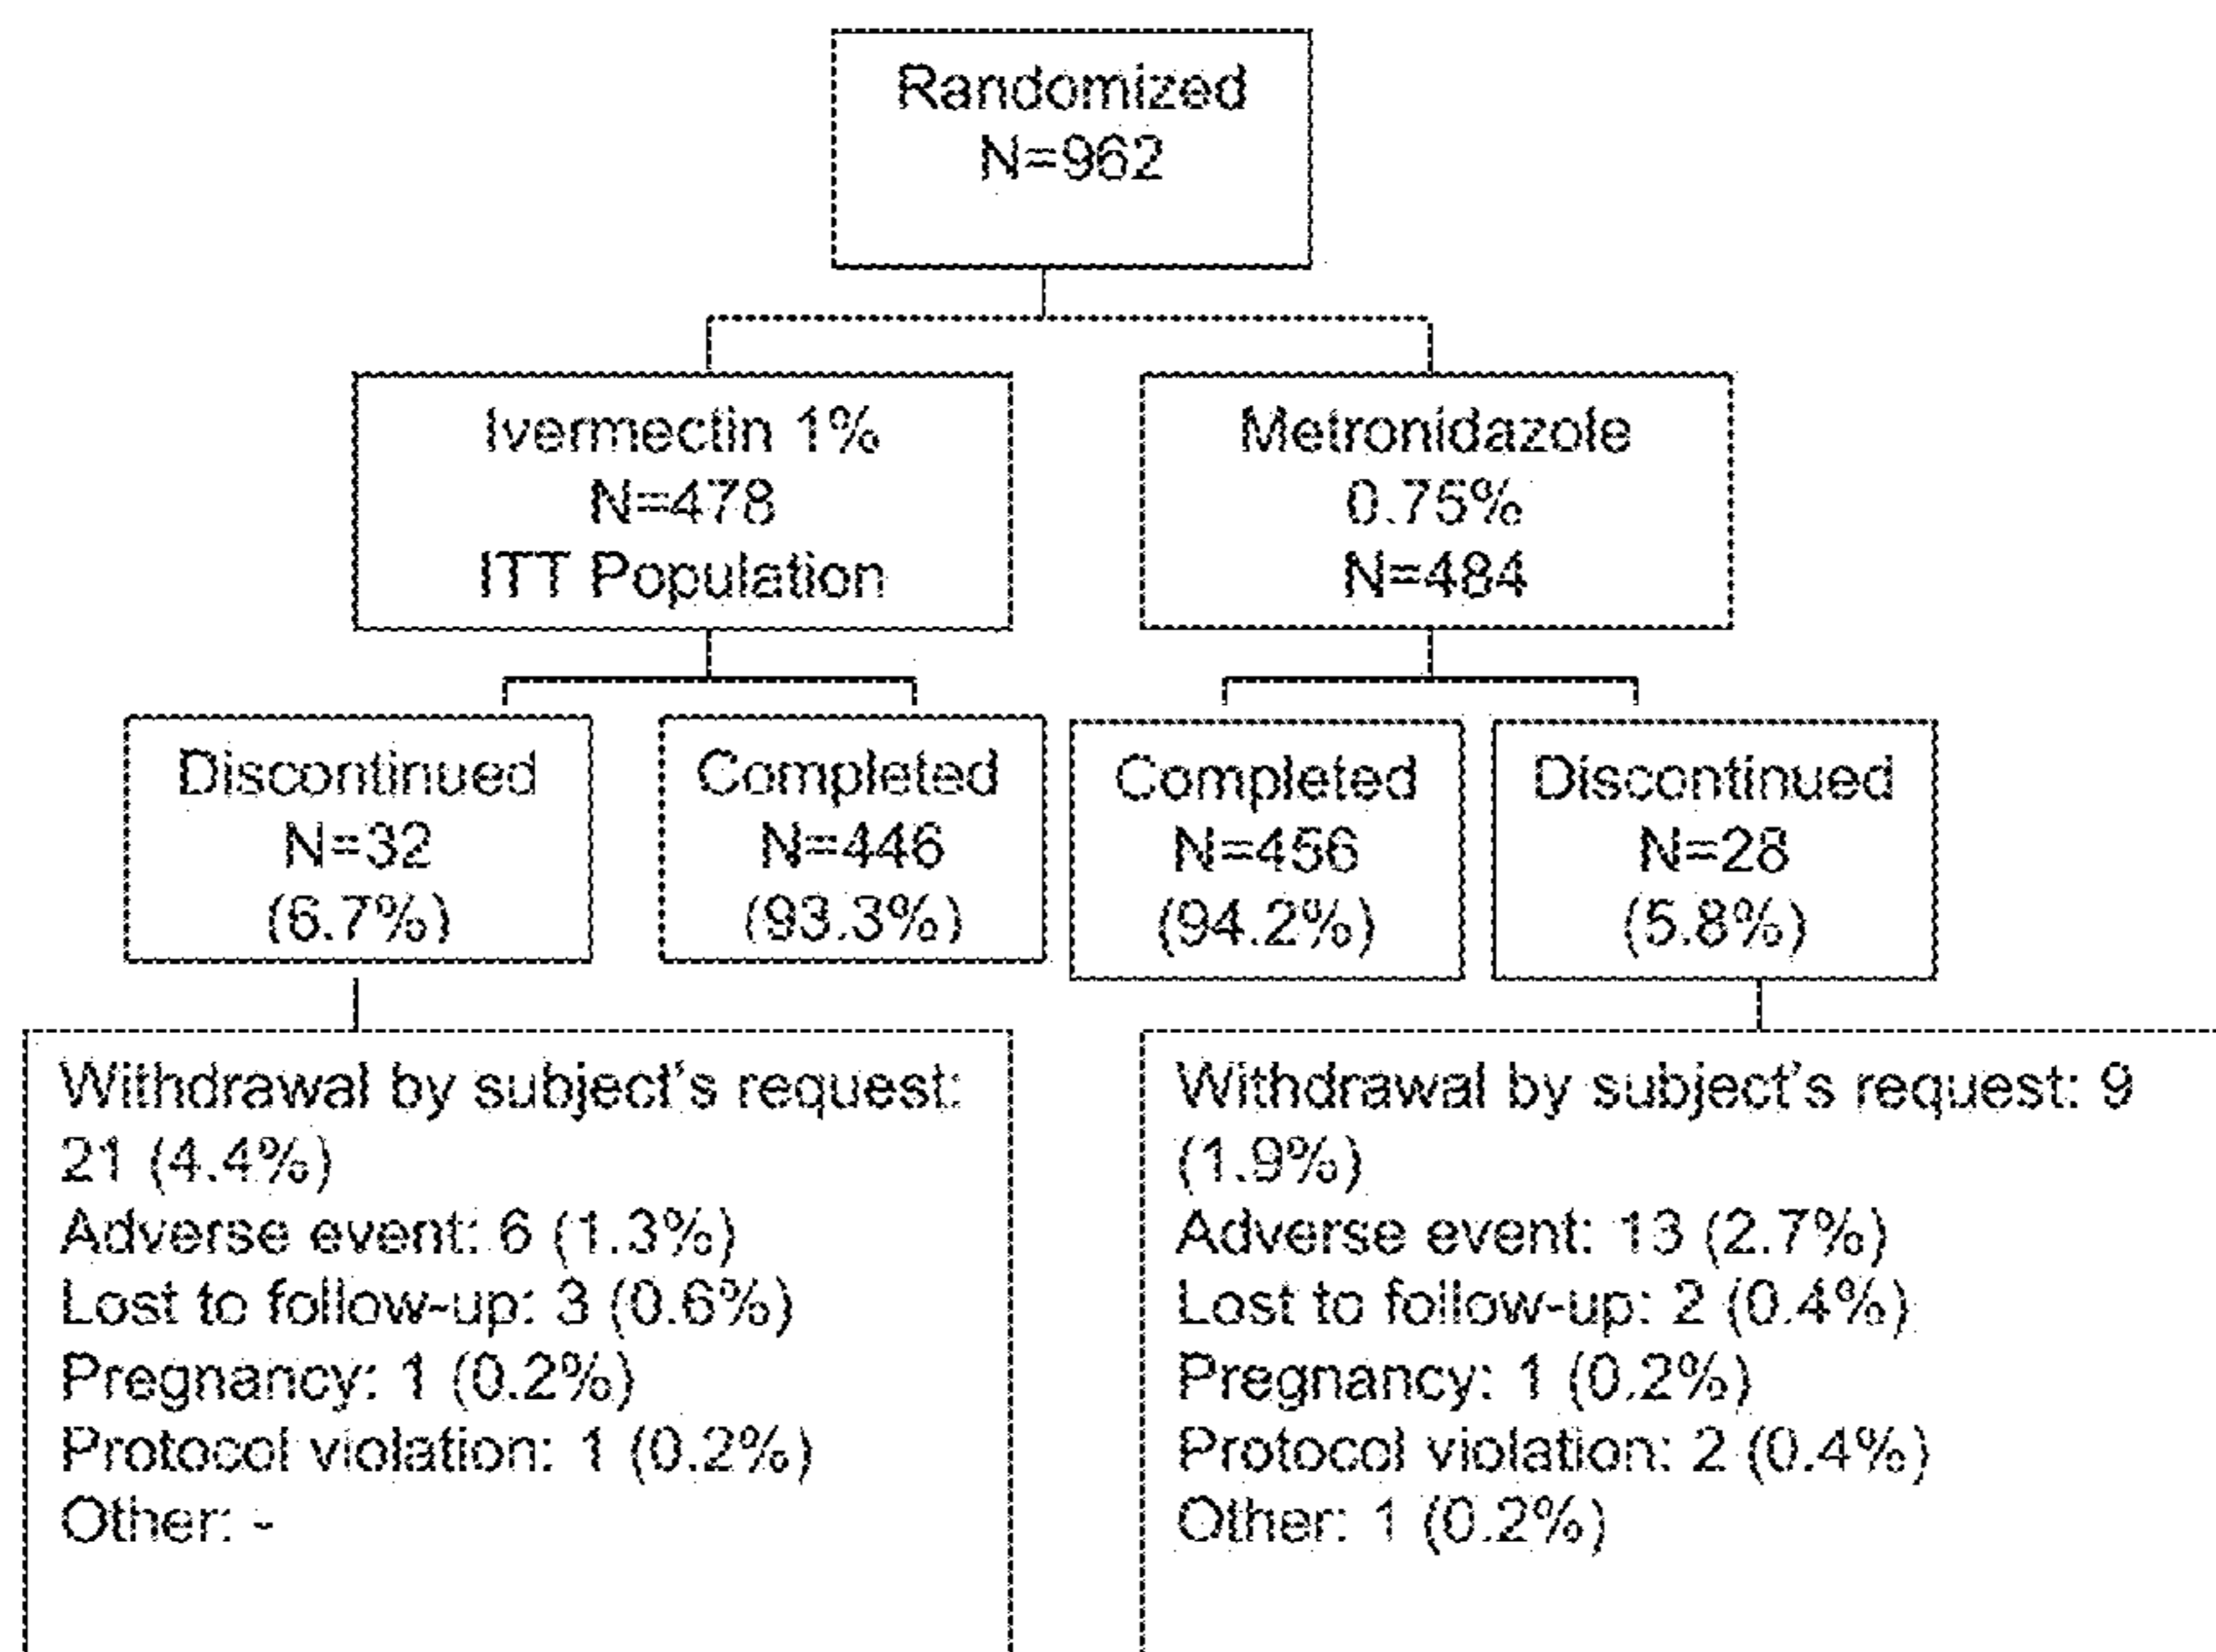 Randomized
N=962
Ivermectin 1%
N=478
ITT Population
Metronidazole
0.75%
N=484
Discontinued
N=32
(6.7%)
Completed
N=446
(93.3%)
Completed
N=456
(94.2%)
Discontinued
N=28
(5.8%)
Withdrawal by subject's request:
21 (4.4%)
Adverse event: 6 (1.3%)
Lost to follow-up: 3 (0.6%)
Pregnancy: 1 (0.2%)
Protocol violation: 1 (0.2%)
Other: -
Withdrawal by subject's request: 9
(1.9%)
Adverse event: 13 (2.7%)
Lost to follow-up: 2 (0.4%)
Pregnancy: 1 (0.2%)
Protocol violation: 2 (0.4%)
Other: 1 (0.2%)